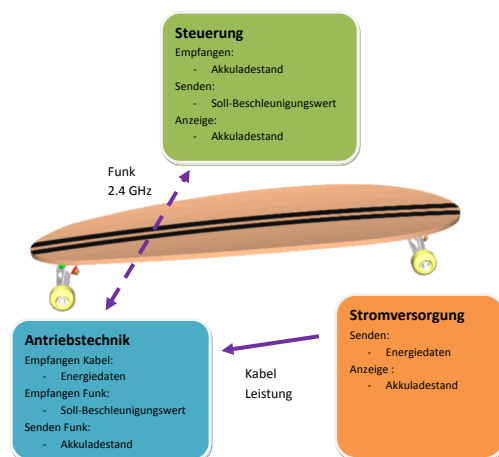 Steuerung
Empfangen:
- Akkuladestand
Senden:
- Soll-Beschleunigungswert
Anzeige:
- Akkuladestand
Funk
2.4 GHz
Antriebstechnik
Empfangen Kabel:
- Energiedaten
Empfangen Funk:
- Soll-Beschleunigungswert
Senden Funk:
- Akkuladestand
Kabel
Leistung
Stromversorgung
Senden:
- Energiedaten
Anzeige :
- Akkuladestand